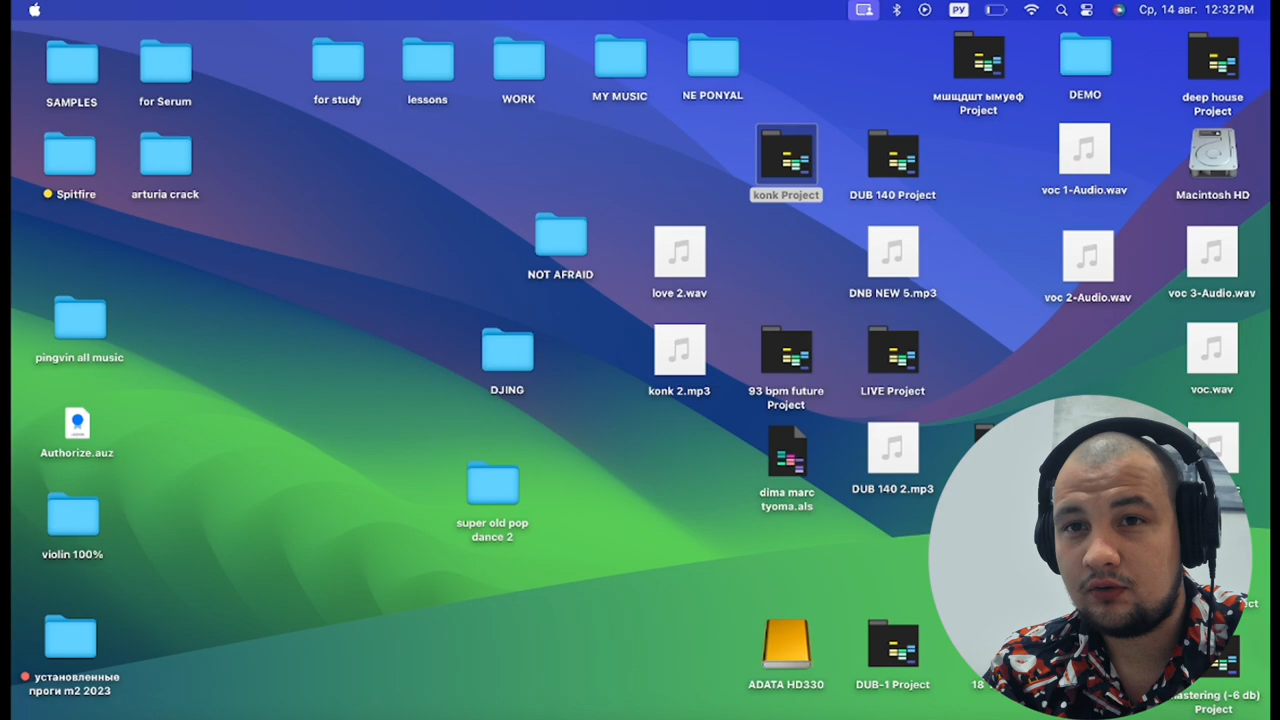 РУ
Ср, 14 авг. 12:32 PM
SAMPLES
for Serum
for study
lessons
WORK
MY MUSIC
NE PONYAL
мшщдшт ымуеф
Project
DEMO
deep house
Project
Spitfire
arturia crack
konk Project
DUB 140 Project
voc 1-Audio.wav
Macintosh HD
NOT AFRAID
love 2.wav
DNB NEW 5.mp3
voc 2-Audio.wav
voc 3-Audio.wav
pingvin all music
DJING
konk 2.mp3
93 bpm future
Project
LIVE Project
voc.wav
Authorize.auz
super old pop
dance 2
dima marc
tyoma.als
DUB 140 2.mp3
violin 100%
установленные
проги m2 2023
ADATA HD330
DUB-1 Project
18
(-6 db)
Project